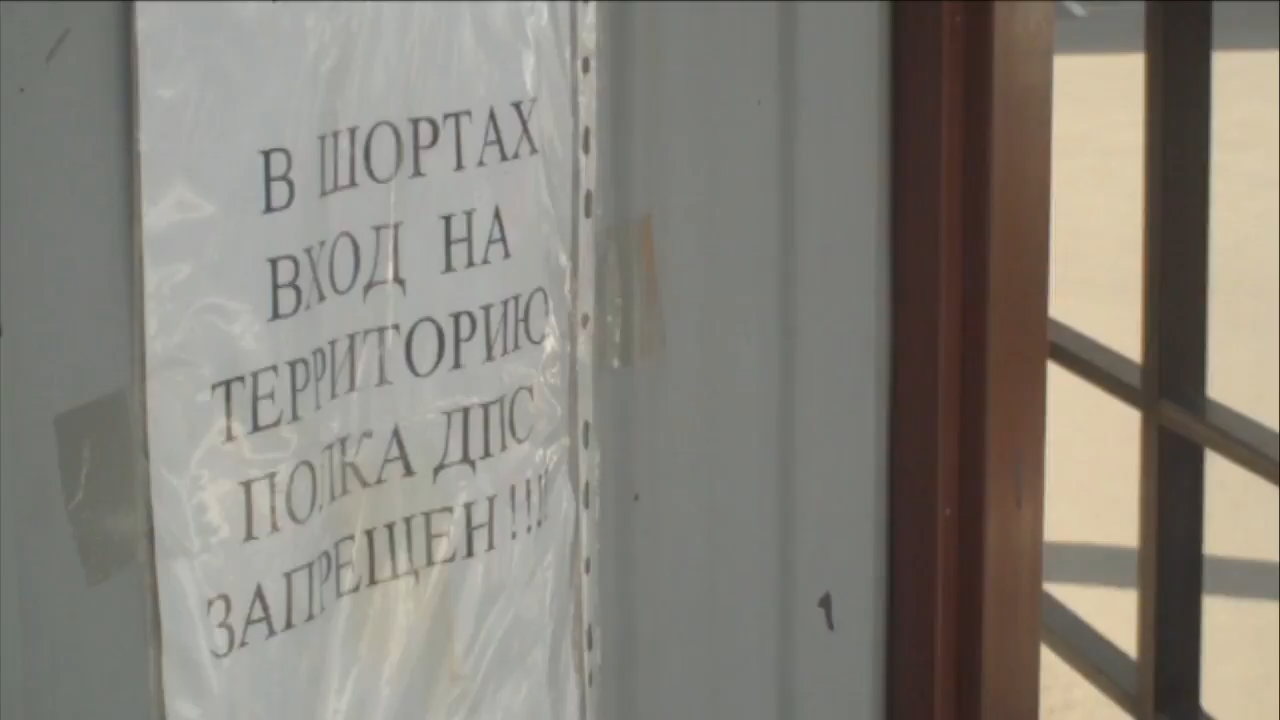 В ШОРТАХ
ВХОД НА
ТЕРРИТОРИЮ
ПОЛКА ДПС
ЗАПРЕЩЕН!!!